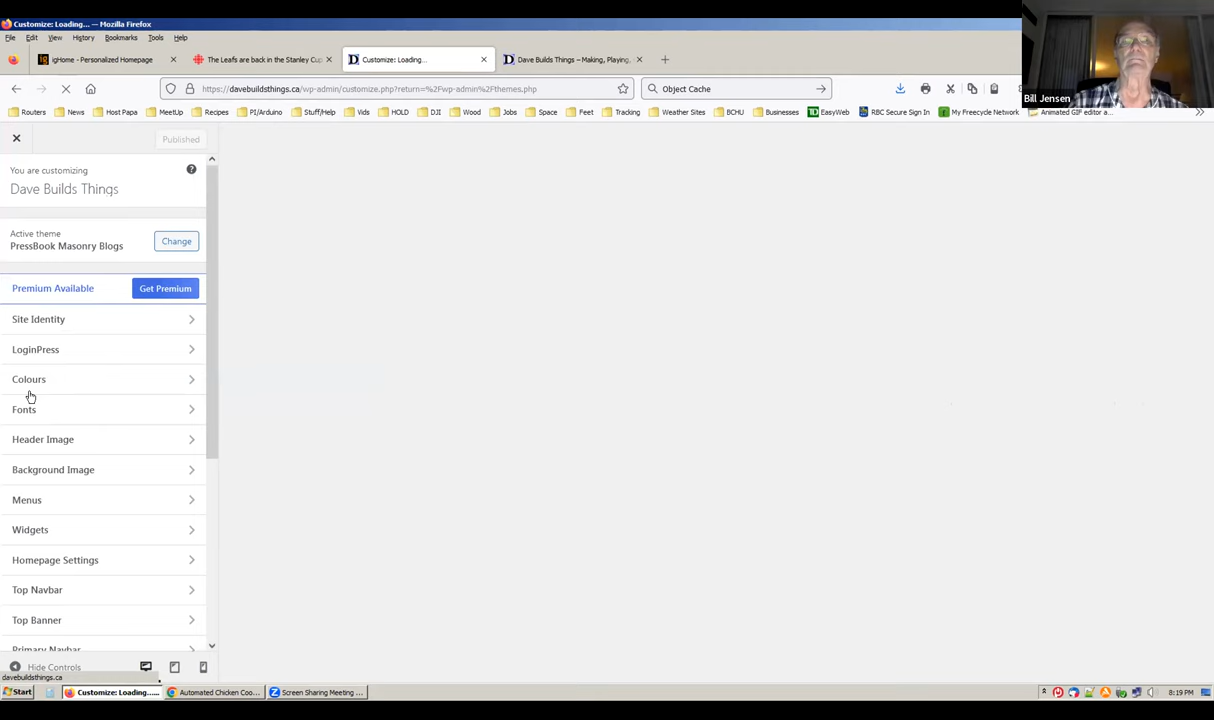 Customize: Loading... — Mozilla Firefox
File Edit View History Bookmarks Tools Help
igHome - Personalized Homepage
The Leafs are back in the Stanley Cup
Customize: Loading...
Dave Builds Things – Making, Playing,
https://davebuildsthings.ca/wp-admin/customize.php?return=%2Fwp-admin%2Fthemes.php
Object Cache
Bill Jensen
Routers Host Papa MeetUp Recipes PI/Arduino Stuff/Help Vids HOLD DJI Wood Jobs Space Feet Tracking Weather Sites BCHU Businesses EasyWeb RBC Secure Sign In My Freecycle Network Animated GIF editor a...
Published
You are customizing
Dave Builds Things
Active theme
PressBook Masonry Blogs
Change
Premium Available
Get Premium
Site Identity
LoginPress
Colours
Fonts
Header Image
Background Image
Menus
Widgets
Homepage Settings
Top Navbar
Top Banner
Primary Navbar
Hide Controls
davebuildsthings.ca
Start
Customize: Loading.....
Automated Chicken Coo...
Screen Sharing Meeting ...
8:19 PM